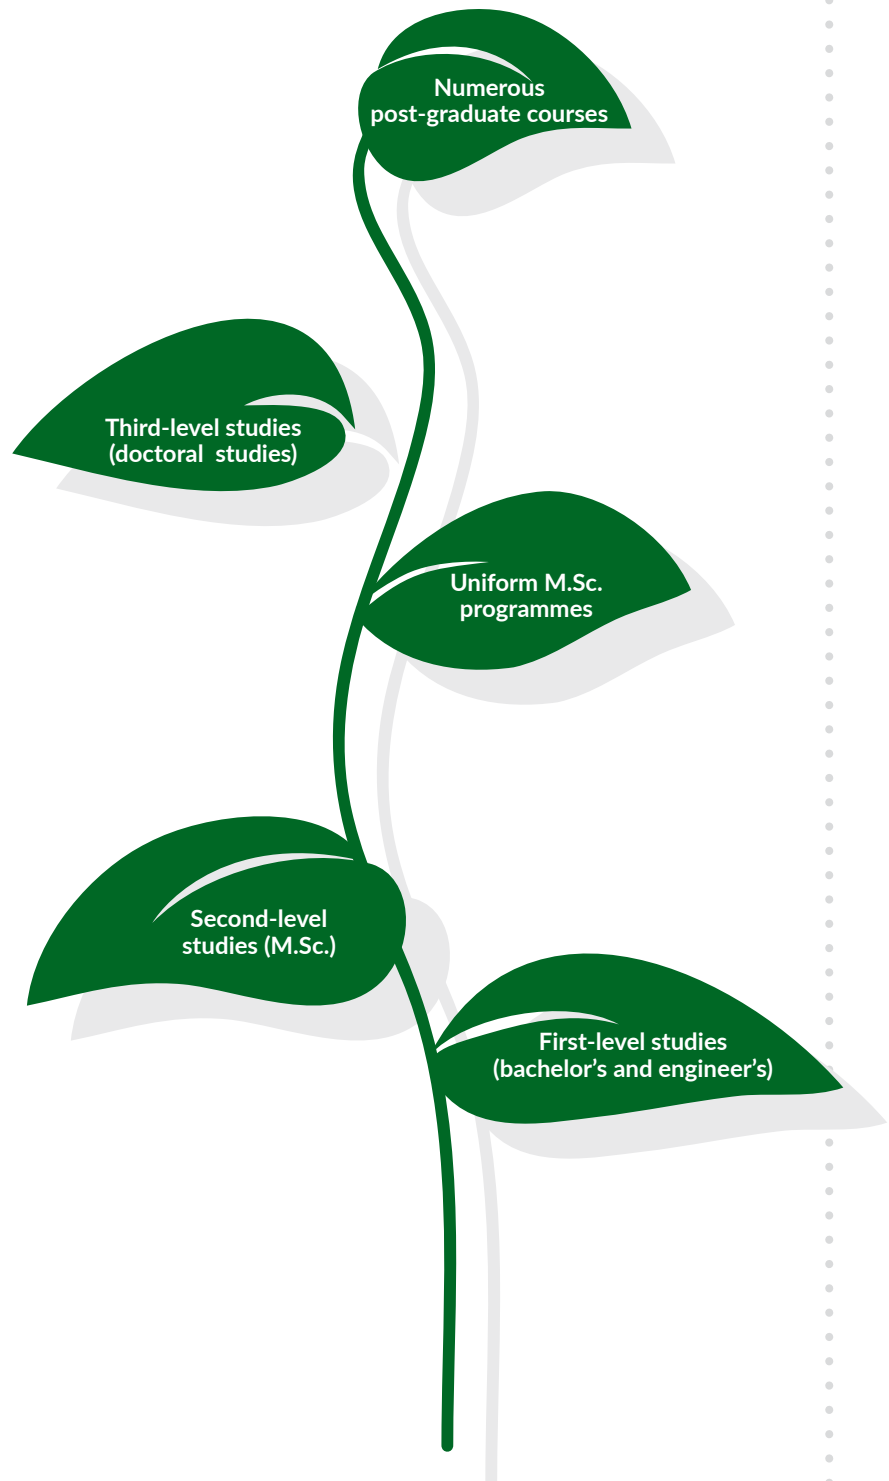 Numerous
post-graduate courses
Third-level studies
(doctoral  studies)
Uniform M.Sc.
programmes
Second-level
studies (M.Sc.)
First-level studies
(bachelor’s and engineer’s)